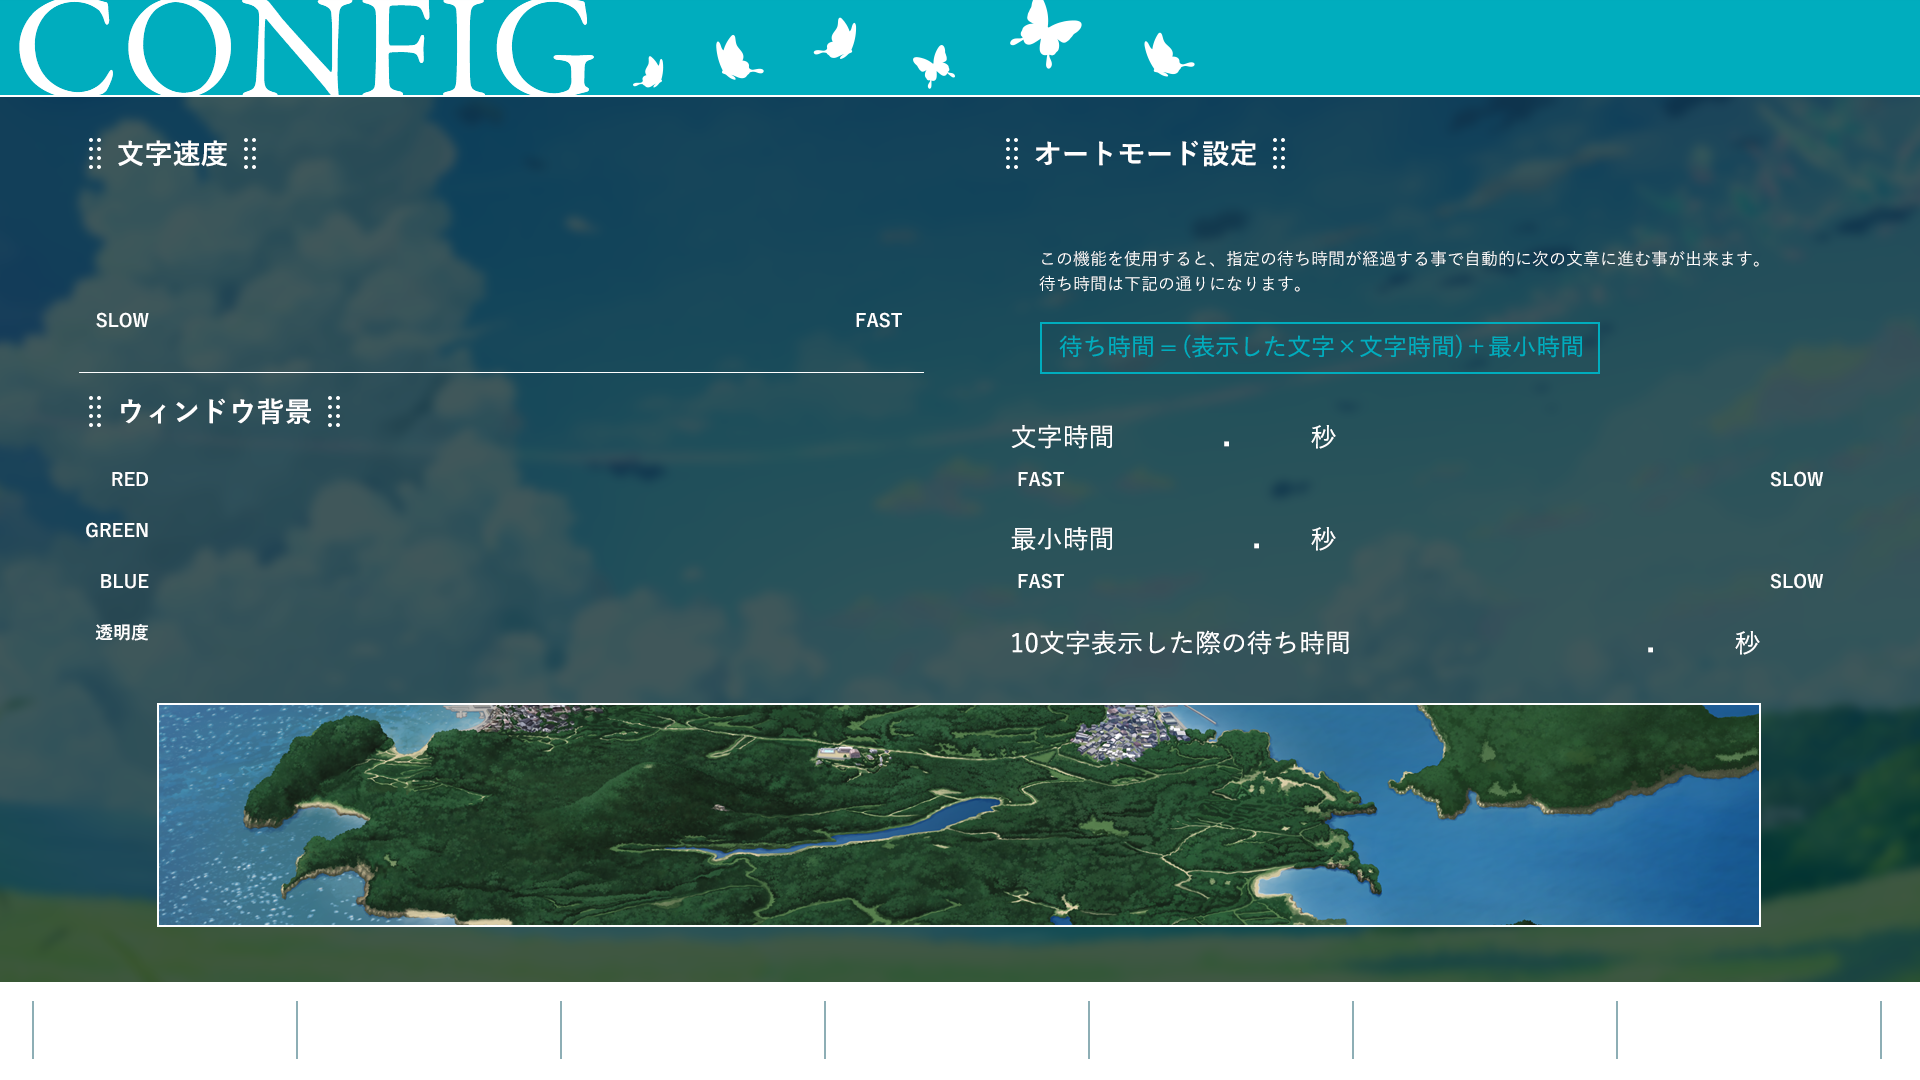 CONFIG
文字速度
SLOW
FAST
ウィンドウ背景
RED
GREEN
BLUE
透明度
オートモード設定
この機能を使用すると、指定の待ち時間が経過する事で自動的に次の文章に進む事が出来ます。
待ち時間は下記の通りになります。
待ち時間＝(表示した文字×文字時間)＋最小時間
文字時間 . 秒
FAST
SLOW
最小時間 . 秒
FAST
SLOW
10文字表示した際の待ち時間 . 秒